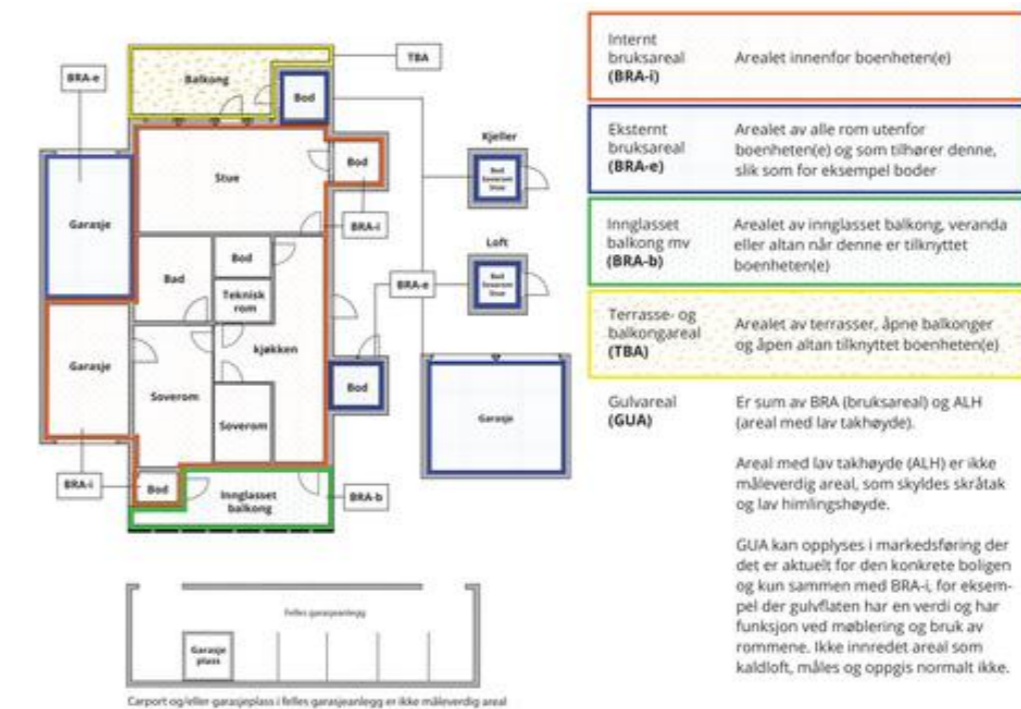 TBA
BRA-e
Balkong
Bod
Kjeller
Bod
Soverom
Stue
Bod
Stue
BRA-i
Garasje
Loft
Bod
Bod
Soverom
Stue
Bad
Teknisk
rom
BRA-e
kjøkken
Garasje
Soverom
Bod
Soverom
Garasje
BRA-i
Bod
Innglasset
balkong
BRA-b
Felles garasjeanlegg
Garasje
plass
Carport og/eller garasjeplass i felles garasjeanlegg er ikke måleverdig areal
Internt
bruksareal
(BRA-i)
Arealet innenfor boenheten(e)
Eksternt
bruksareal
(BRA-e)
Arealet av alle rom utenfor
boenheten(e) og som tilhører denne,
slik som for eksempel boder
Innglasset
balkong mv
(BRA-b)
Arealet av innglasset balkong, veranda
eller altan når denne er tilknyttet
boenheten(e)
Terrasse- og
balkongareal
(TBA)
Arealet av terrasser, åpne balkonger
og åpen altan tilknyttet boenheten(e)
Gulvareal
(GUA)
Er sum av BRA (bruksareal) og ALH
(areal med lav takhøyde).
Areal med lav takhøyde (ALH) er ikke
måleverdig areal, som skyldes skråtak
og lav himlingshøyde.
GUA kan opplyses i markedsføring der
det er aktuelt for den konkrete boligen
og kun sammen med BRA-i, for eksem-
pel der gulvflaten har en verdi og har
funksjon ved møblering og bruk av
rommene. Ikke innredet areal som
kaldloft, måles og oppgis normalt ikke.